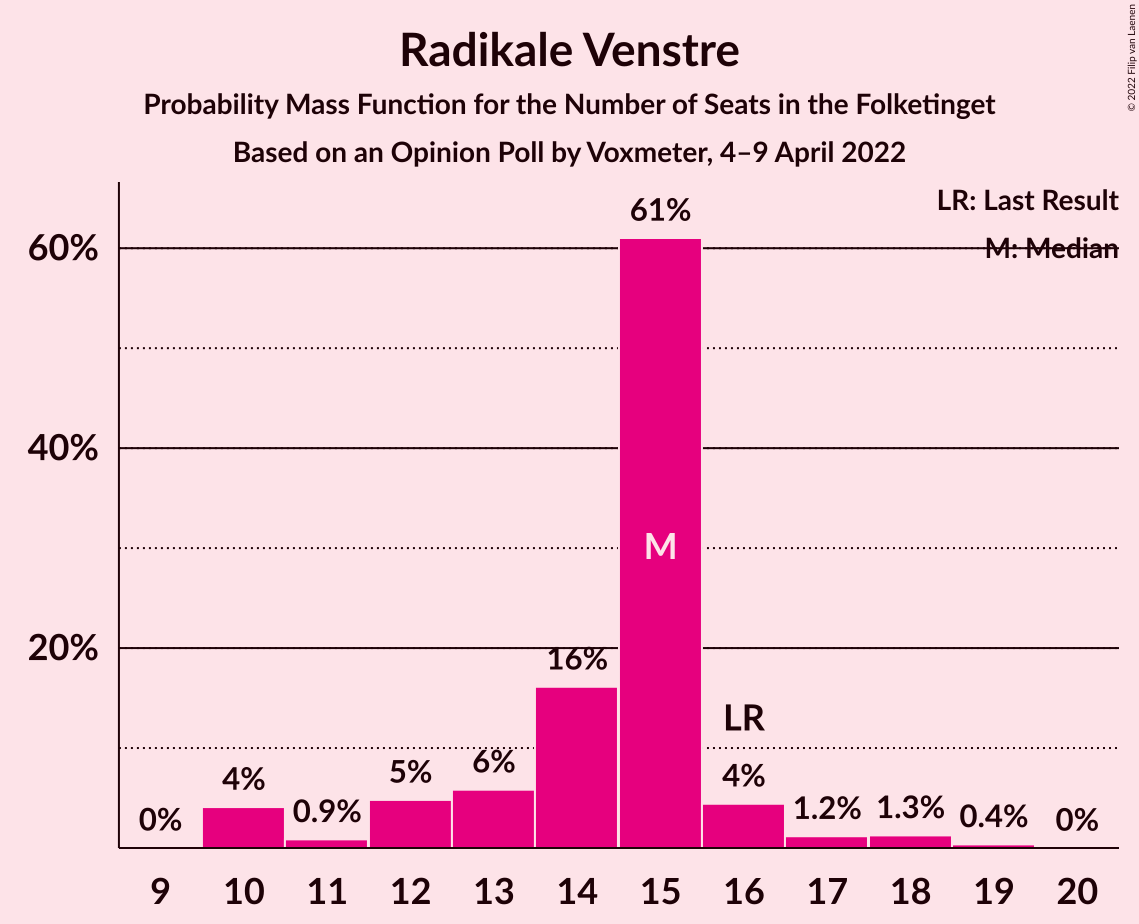 Radikale Venstre
Probability Mass Function for the Number of Seats in the Folketinget
Based on an Opinion Poll by Voxmeter, 4–9 April 2022
© 2022 Filip van Laenen
LR: Last Result
M: Median
60%
40%
20%
61%
M
16%
LR
4%
0%
4%
0.9%
5%
6%
1.2%
1.3%
0.4%
0%
9 10 11 12 13 14 15 16 17 18 19 20